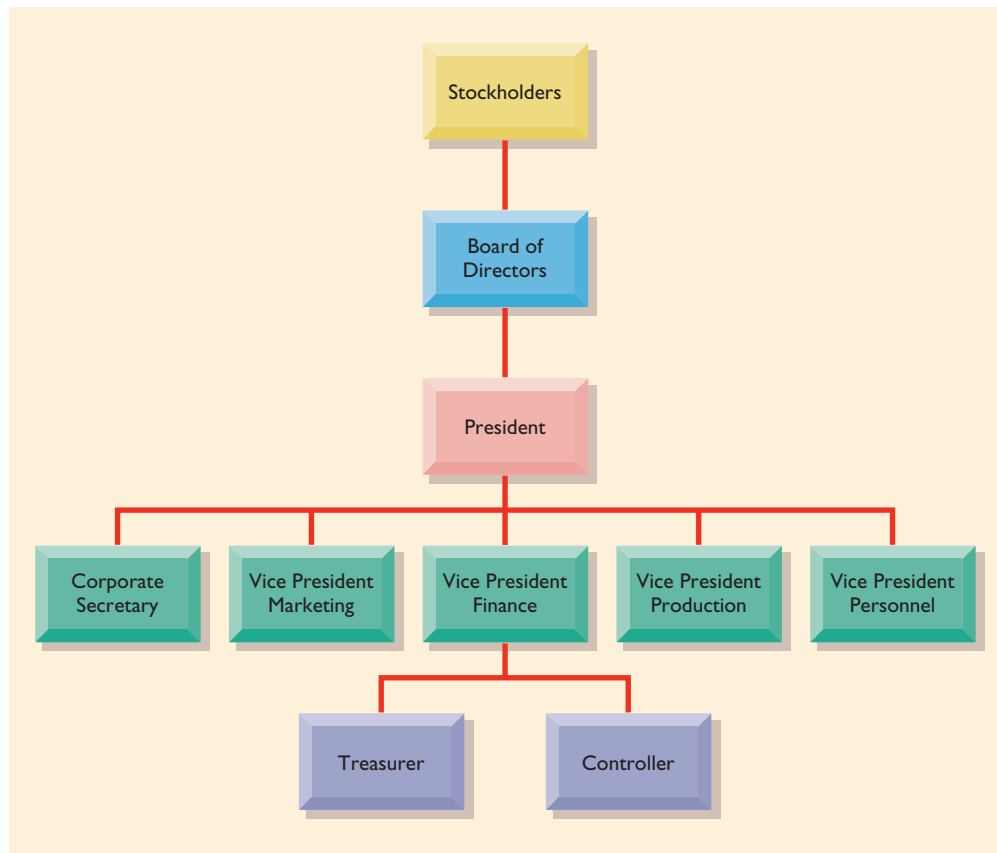 Stockholders
Board of
Directors
President
Corporate
Secretary
Vice President
Marketing
Vice President
Finance
Vice President
Production
Vice President
Personnel
Treasurer
Controller